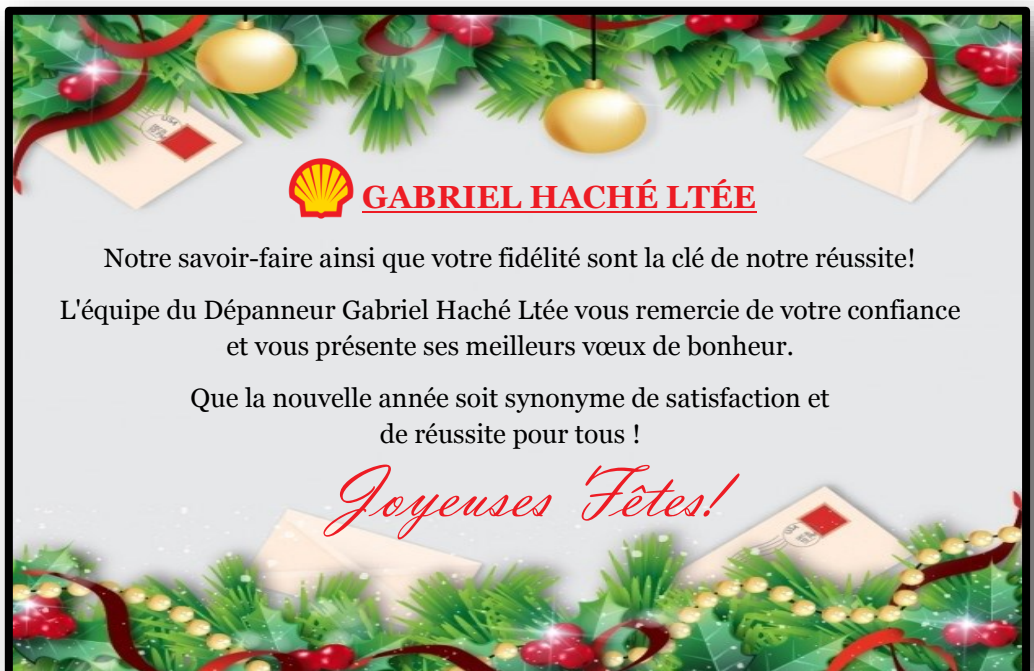 GABRIEL HACHÉ LTÉE
Notre savoir-faire ainsi que votre fidélité sont la clé de notre réussite!
L'équipe du Dépanneur Gabriel Haché Ltée vous remercie de votre confiance
et vous présente ses meilleurs vœux de bonheur.
Que la nouvelle année soit synonyme de satisfaction et
de réussite pour tous !
Joyeuses Fêtes!